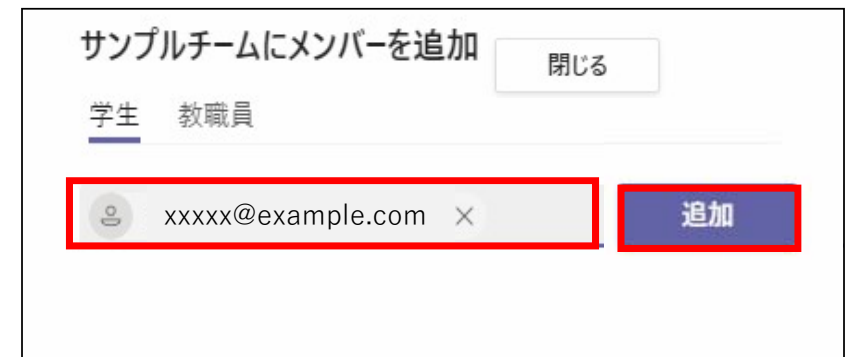 サンプルチームにメンバーを追加
閉じる
学生 教職員
xxxxx@example.com ×
追加